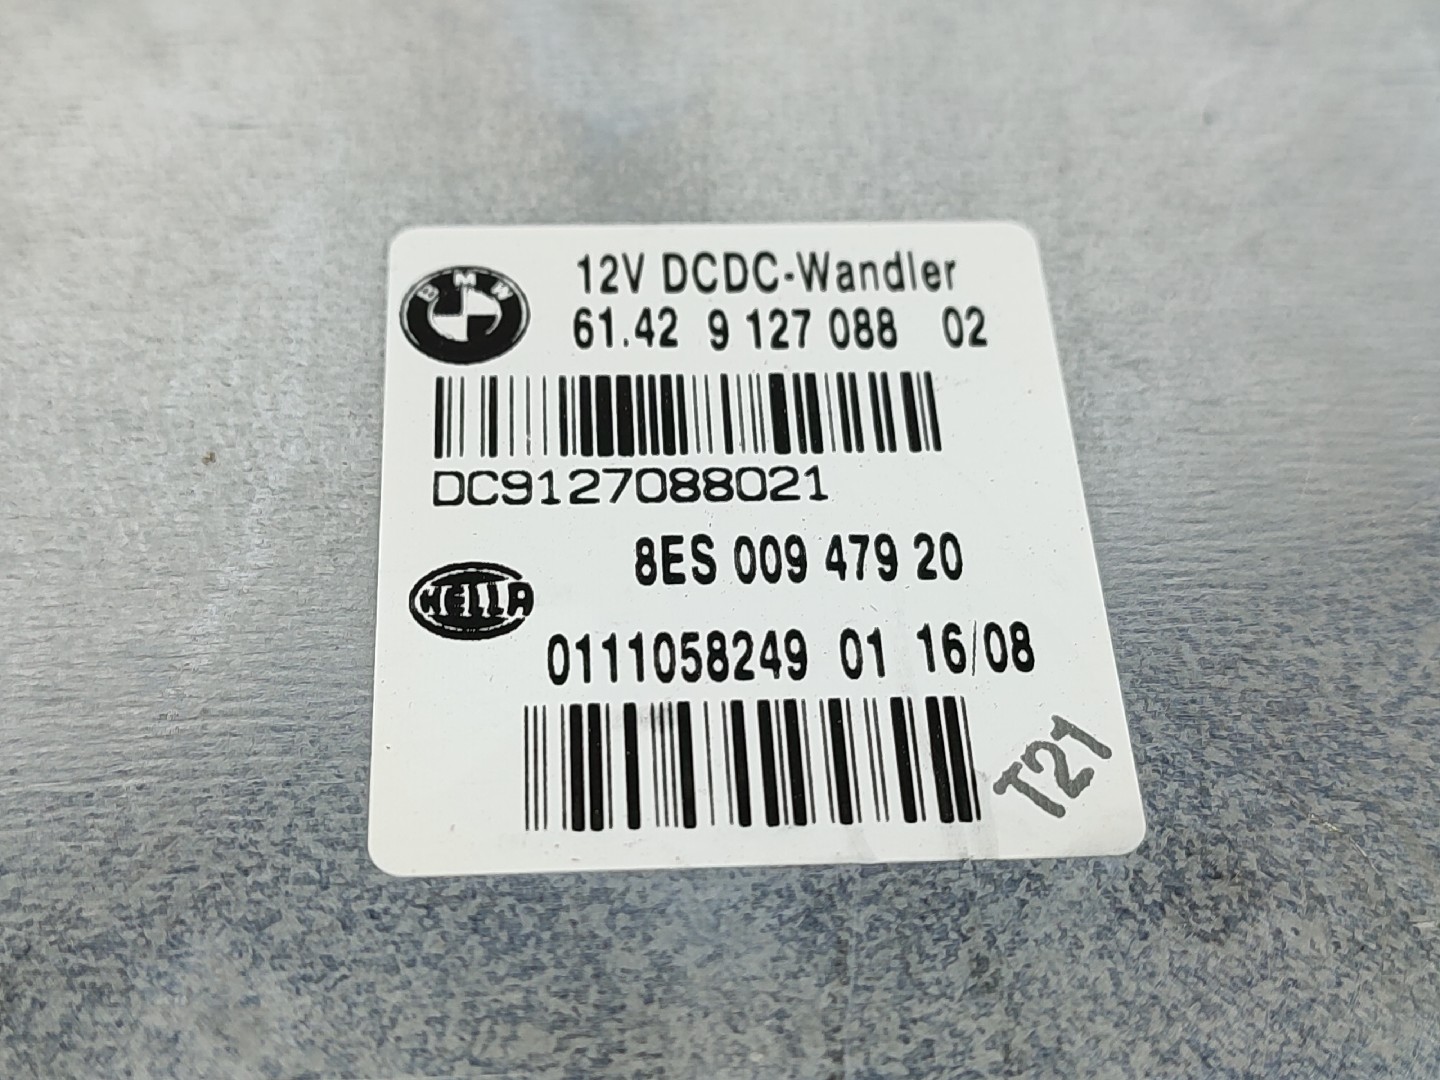 BMW
12V DCDC-Wandler
61.42 9 127 088 02
DC9127088021
8ES 009 479 20
HELLA
0111058249 01 16/08
T21